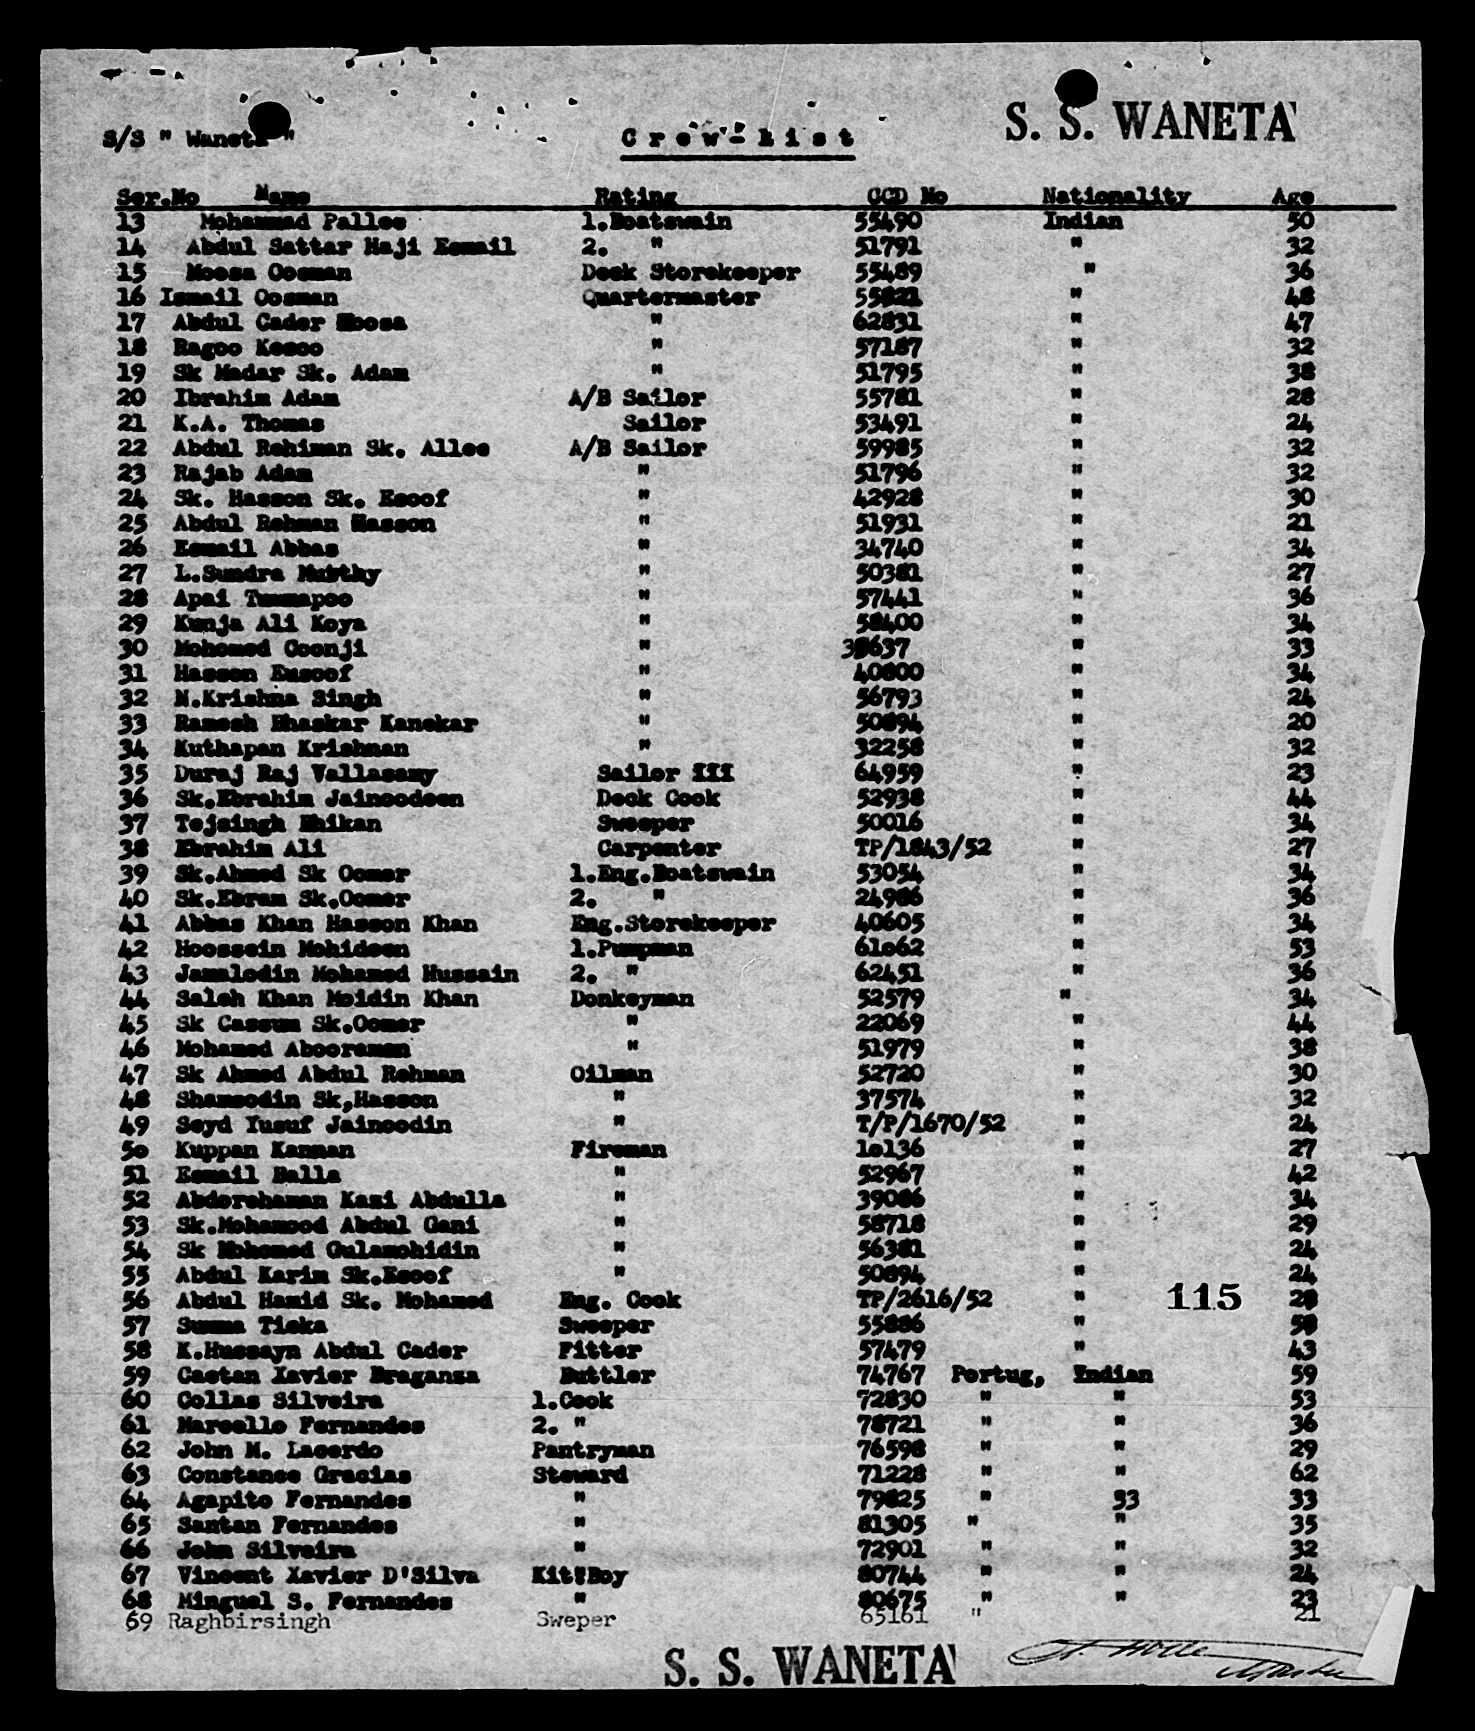 S. S. WANETA
S/S " Waneta " Crew-List
Ser.No Name Rating CCD No Nationality Age
13 Mohammad Pallee 1.Boatswain 55490 Indian 50
14 Abdul Sattar Haji Esmail 2. " 51791 " 32
15 Moosa Oosman Deck Storekeeper 55489 " 36
16 Ismail Oosman Quartermaster 55821 " 48
17 Abdul Cader Moosa " 62831 " 47
18 Ragoo Kesoo " 57187 " 32
19 Sk Madar Sk. Adam " 51795 " 38
20 Ibrahim Adam A/B Sailor 55781 " 28
21 K.A. Thomas Sailor 53491 " 24
22 Abdul Rehiman Sk. Allee A/B Sailor 59985 " 32
23 Rajab Adam " 51796 " 32
24 Sk. Hasson Sk. Esoof " 42928 " 30
25 Abdul Rehman Hasson " 51931 " 21
26 Esmail Abbas " 34740 " 34
27 L.Sundra Murthy " 50381 " 27
28 Apai Tummapoo " 57441 " 36
29 Kunja Ali Koya " 58400 " 34
30 Mohomed Coonji " 38637 " 33
31 Hasson Eusoof " 40800 " 34
32 N.Krishna Singh " 56793 " 24
33 Ramesh Bhaskar Kanekar " 50894 " 20
34 Kuthapan Krishnan " 32258 " 32
35 Duraj Raj Vallasamy Sailor III 64959 " 23
36 Sk.Ebrahim Jainoodeen Deck Cook 52938 " 44
37 Tejsingh Bhikan Sweeper 50016 " 34
38 Ebrahim Ali Carpenter TP/1843/52 " 27
39 Sk.Ahmed Sk Oomer 1.Eng.Boatswain 53054 " 34
40 Sk.Ebram Sk.Oomer 2. " 24986 " 36
41 Abbas Khan Hasson Khan Eng.Storekeeper 40605 " 34
42 Hoossein Mohideen 1.Pumpman 61o62 " 53
43 Jamalodin Mohamed Hussain 2. " 62451 " 36
44 Saleh Khan Moidin Khan Donkeyman 52579 " 34
45 Sk Cassum Sk.Oomer " 22069 " 44
46 Mohamed Abooraman " 51979 " 38
47 Sk Ahmed Abdul Rehman Oilman 52720 " 30
48 Shamsodin Sk,Hasson " 37574 " 32
49 Seyd Yusuf Jainoodin " T/P/1670/52 " 24
5o Kuppan Kannan Fireman 1o136 " 27
51 Esmail Balla " 52967 " 42
52 Abderehaman Kazi Abdulla " 39086 " 34
53 Sk.Mohamood Abdul Gani " 58718 " 29
54 Sk Mohomed Gulamohidin " 56381 " 24
55 Abdul Karim Sk.Esoof " 50894 " 24
56 Abdul Hamid Sk. Mohamed Eng. Cook TP/2616/52 " 115 28
57 Summa Ticka Sweeper 55886 " 58
58 K.Hussayn Abdul Cader Fitter 57479 " 43
59 Caetan Xavier Braganza Buttler 74767 Portug, Indian 59
60 Collas Silveira 1.Cook 72830 " " 53
61 Marcello Fernandes 2. " 78721 " " 36
62 John M. Lacerdo Pantryman 76598 " " 29
63 Constance Gracias Steward 71228 " " 62
64 Agapito Fernandes " 79825 " 53 33
65 Santan Fernandes " 81305 " " 35
66 John Silveira " 72901 " " 32
67 Vincent Xavier D'Silva Kit"Boy 80744 " " 24
68 Minguel S. Fernandes " 80675 " " 23
69 Raghbirsingh Sweper 65161 " 21
S. S. WANETA
Master